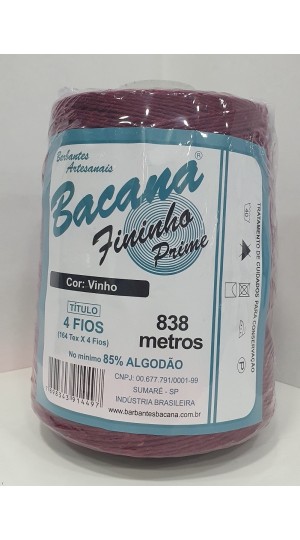 Barbantes
Artesanais
Bacana®
Fininho
Prime
Cor: Vinho
TÍTULO
4 FIOS
(164 Tex X 4 Fios)
838
metros
No mínimo 85% ALGODÃO
CNPJ: 00.677.791/0001-99
SUMARÉ - SP
INDÚSTRIA BRASILEIRA
www.barbantesbacana.com.br
TRATAMENTO DE CUIDADOS PARA CONSERVAÇÃO
40
P